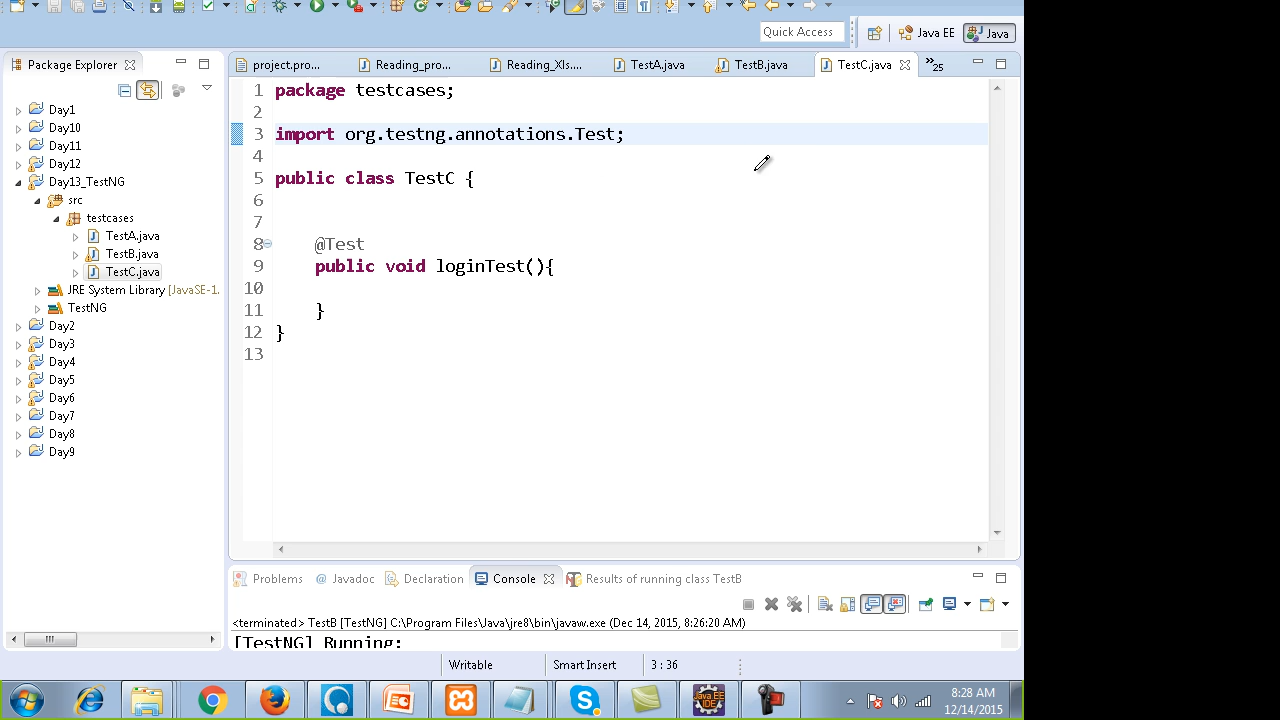 Quick Access
Java EE
Java
Package Explorer
project.pro...
Reading_pro...
Reading_Xls....
TestA.java
TestB.java
TestC.java
»25
Day1
Day10
Day11
Day12
Day13_TestNG
src
testcases
TestA.java
TestB.java
TestC.java
JRE System Library [JavaSE-1.
TestNG
Day2
Day3
Day4
Day5
Day6
Day7
Day8
Day9
1 package testcases;
2
3 import org.testng.annotations.Test;
4
5 public class TestC {
6
7
8 @Test
9 public void loginTest(){
10
11 }
12 }
13
@ Javadoc
Declaration
Console
Results of running class TestB
<terminated> TestB [TestNG] C:\Program Files\Java\jre8\bin\javaw.exe (Dec 14, 2015, 8:26:20 AM)
[TestNG] Running:
Writable
Smart Insert
3 : 36
8:28 AM
12/14/2015